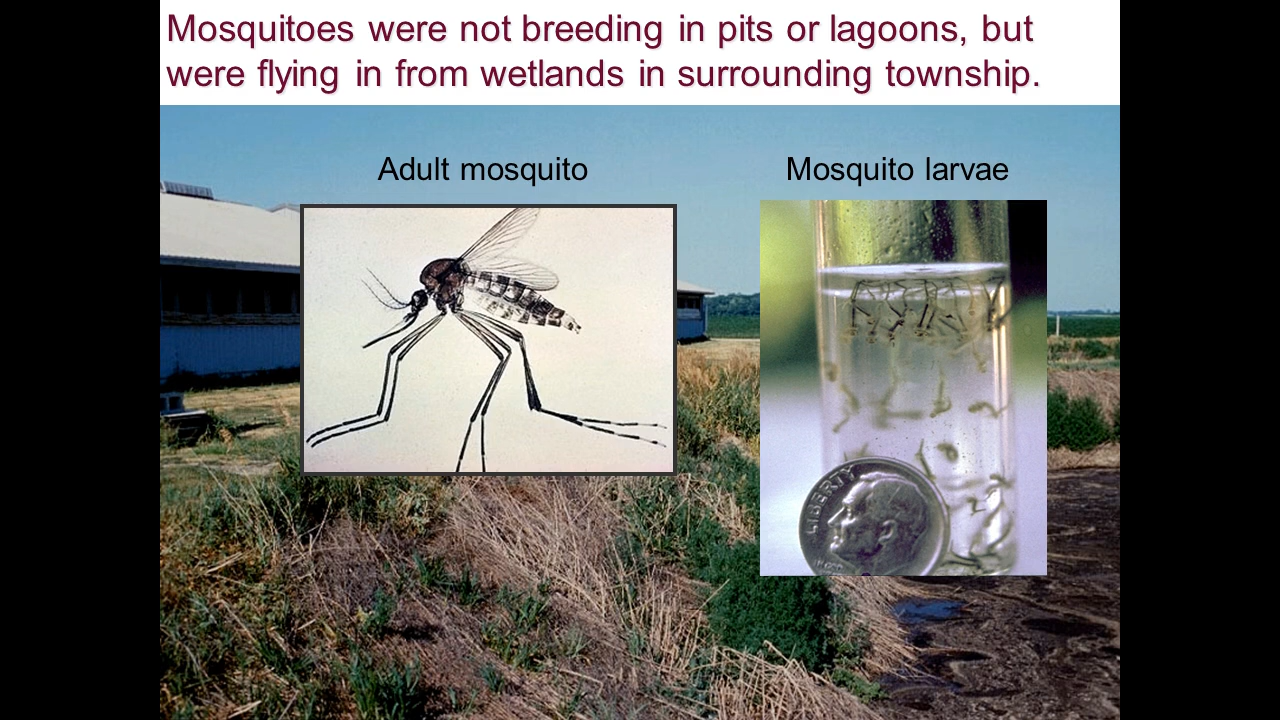 Mosquitoes were not breeding in pits or lagoons, but
were flying in from wetlands in surrounding township.
Adult mosquito
Mosquito larvae
LIBERTY